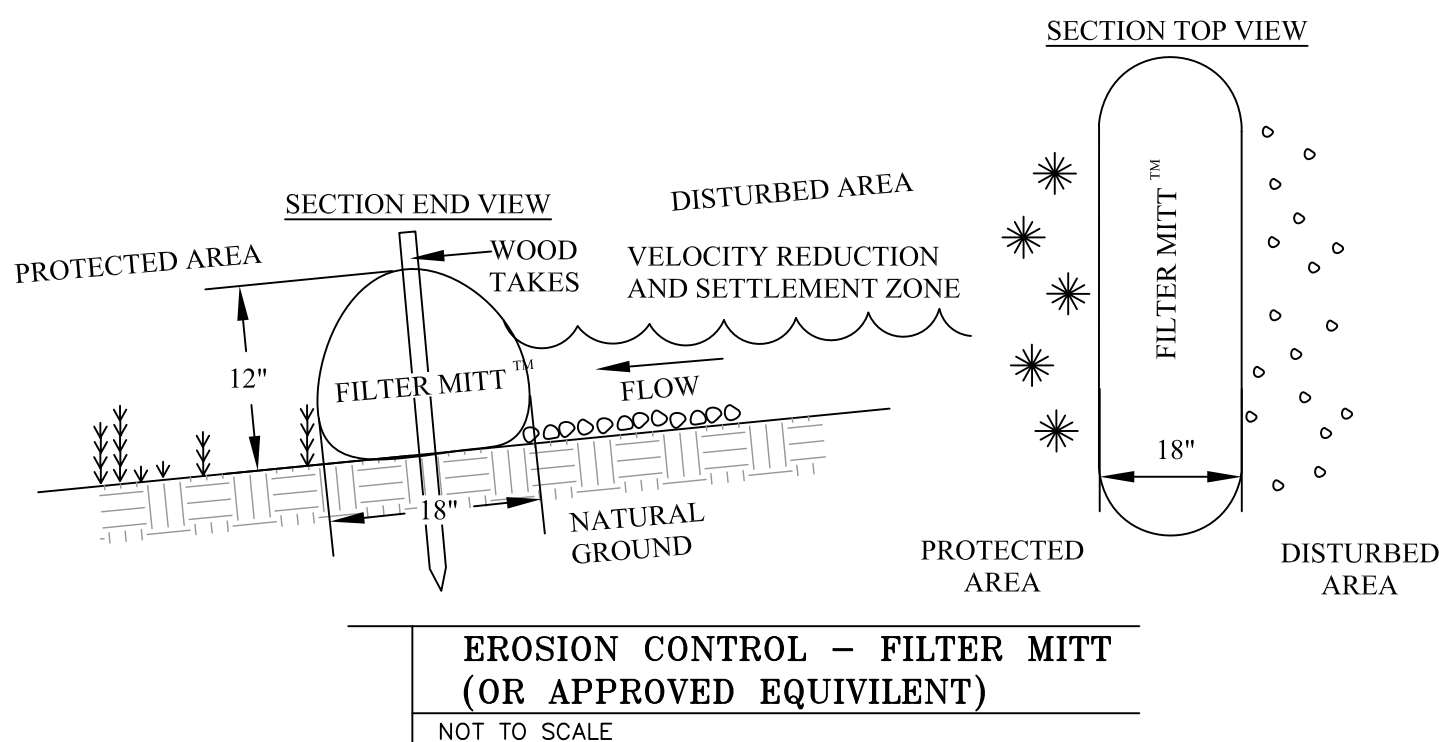 SECTION TOP VIEW
SECTION END VIEW
DISTURBED AREA
PROTECTED AREA
WOOD
TAKES
VELOCITY REDUCTION
AND SETTLEMENT ZONE
12"
FILTER MITT ™
FLOW
18"
NATURAL
GROUND
FILTER MITT ™
18"
PROTECTED
AREA
DISTURBED
AREA
EROSION CONTROL – FILTER MITT
(OR APPROVED EQUIVILENT)
NOT TO SCALE